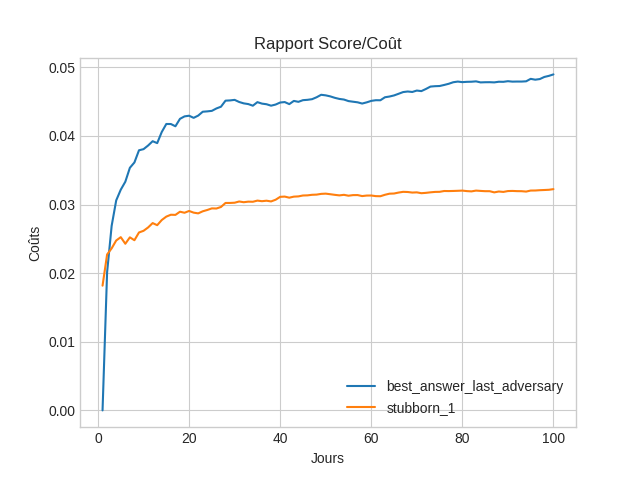 Rapport Score/Coût
0.05
0.04
0.03
0.02
0.01
0.00
Coûts
best_answer_last_adversary
stubborn_1
0 20 40 60 80 100
Jours